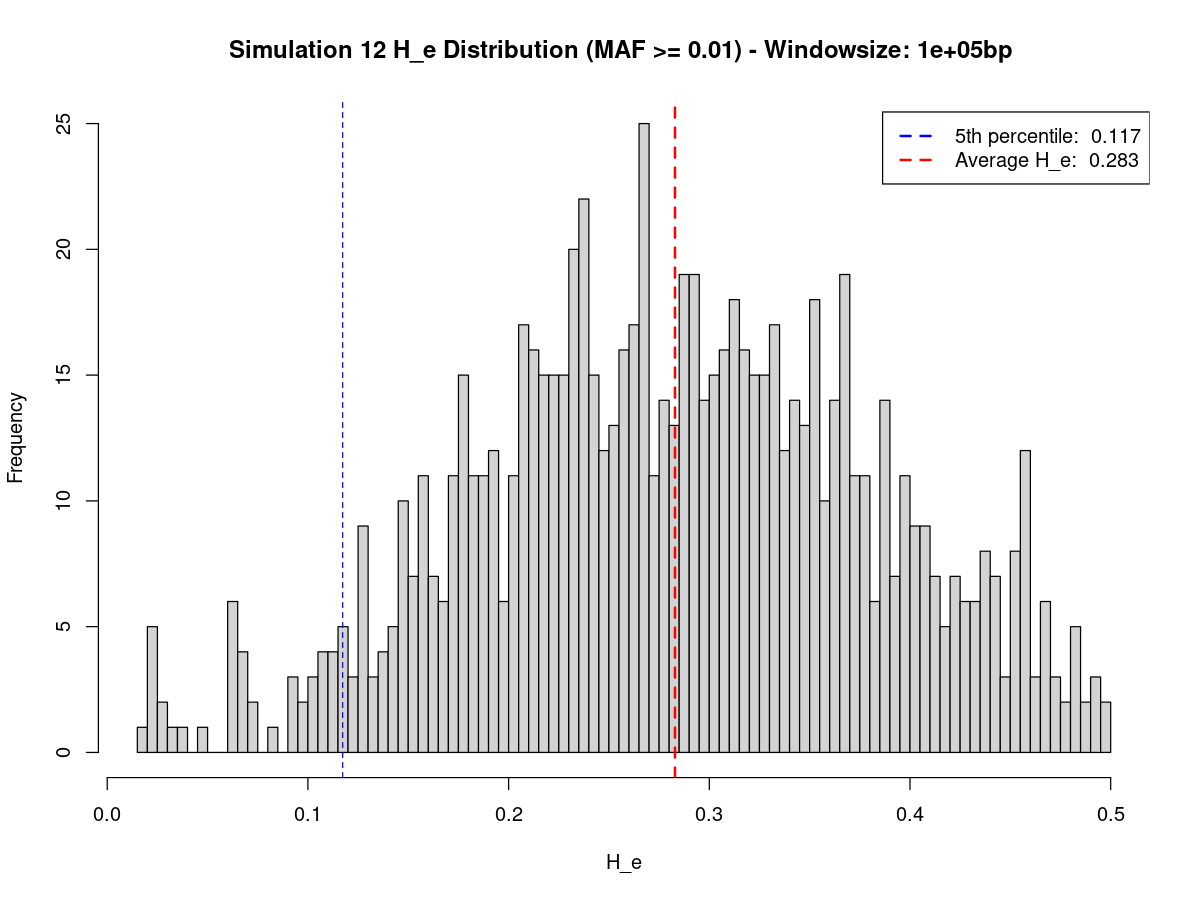 Simulation 12 H_e Distribution (MAF >= 0.01) - Windowsize: 1e+05bp
5th percentile: 0.117
Average H_e: 0.283
Frequency
25
20
15
10
5
0
0.0 0.1 0.2 0.3 0.4 0.5
H_e